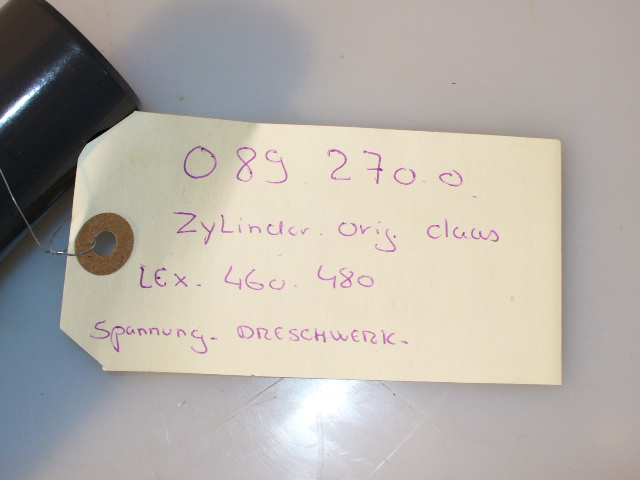 089 270.0.
Zylinder. orig. claas
LEX. 460. 480
Spannung. DRESCHWERK.